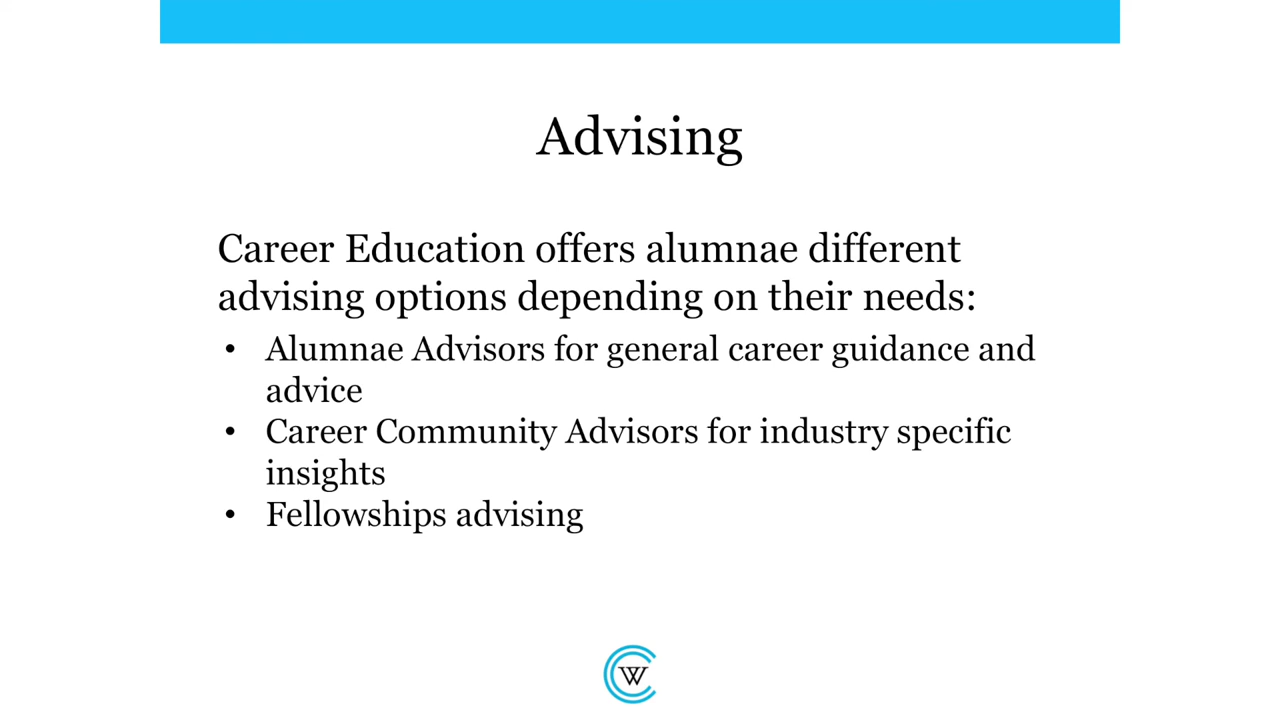 Advising
Career Education offers alumnae different
advising options depending on their needs:
• Alumnae Advisors for general career guidance and
advice
• Career Community Advisors for industry specific
insights
• Fellowships advising
W